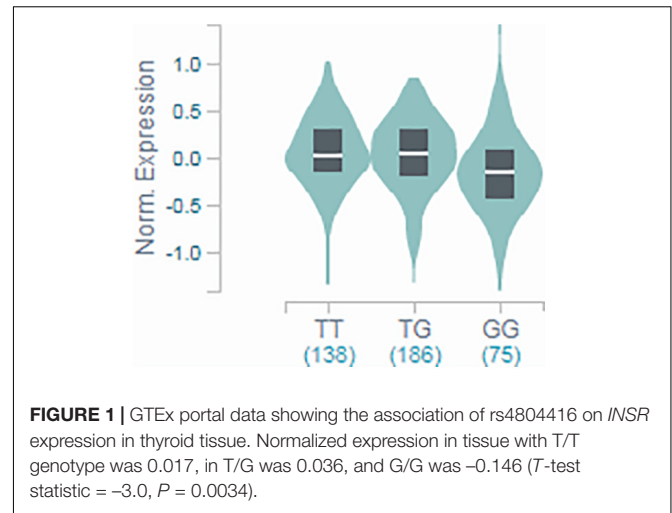 Norm. Expression
1.0
0.5
0.0
-0.5
-1.0
TT TG GG
(138) (186) (75)
FIGURE 1 | GTEx portal data showing the association of rs4804416 on INSR
expression in thyroid tissue. Normalized expression in tissue with T/T
genotype was 0.017, in T/G was 0.036, and G/G was –0.146 (T-test
statistic = –3.0, P = 0.0034).